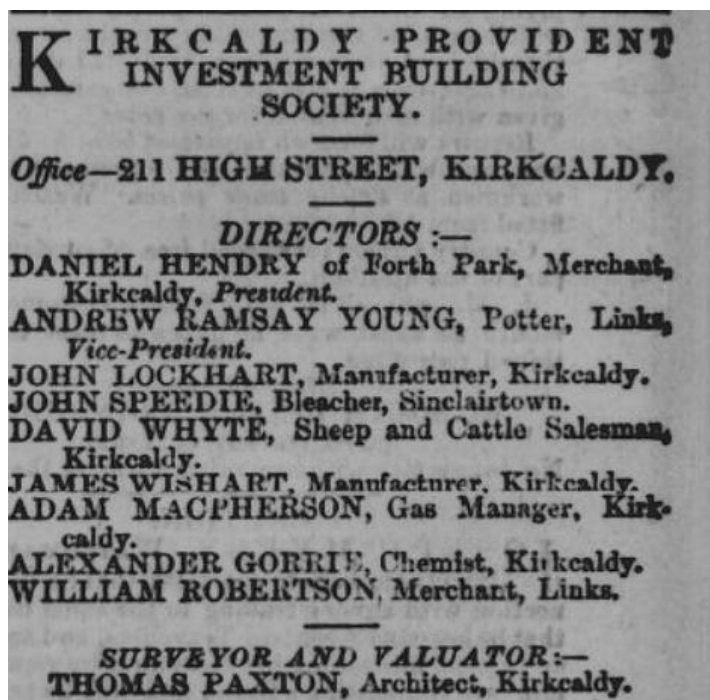 KIRKCALDY PROVIDENT
INVESTMENT BUILDING
SOCIETY.
Office—211 HIGH STREET, KIRKCALDY.
DIRECTORS:—
DANIEL HENDRY of Forth Park, Merchant,
Kirkcaldy, President.
ANDREW RAMSAY YOUNG, Potter, Links,
Vice-President.
JOHN LOCKHART, Manufacturer, Kirkcaldy.
JOHN SPEEDIE, Bleacher, Sinclairtown.
DAVID WHYTE, Sheep and Cattle Salesman,
Kirkcaldy.
JAMES WISHART, Manufacturer, Kirkcaldy.
ADAM MACPHERSON, Gas Manager, Kirk-
caldy.
ALEXANDER GORRIE, Chemist, Kirkcaldy.
WILLIAM ROBERTSON, Merchant, Links.
SURVEYOR AND VALUATOR:—
THOMAS PAXTON, Architect, Kirkcaldy.